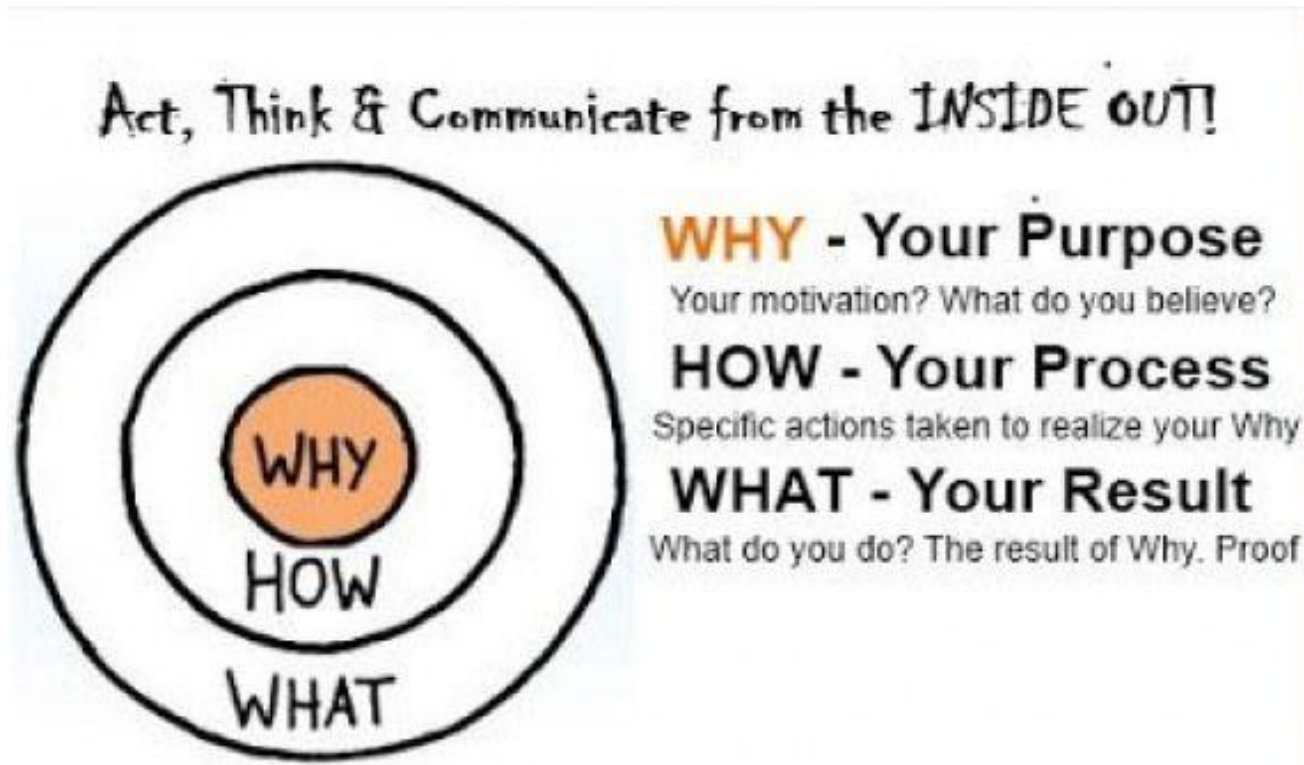 Act, Think & Communicate from the INSIDE OUT!
WHY
HOW
WHAT
WHY - Your Purpose
Your motivation? What do you believe?
HOW - Your Process
Specific actions taken to realize your Why
WHAT - Your Result
What do you do? The result of Why. Proof